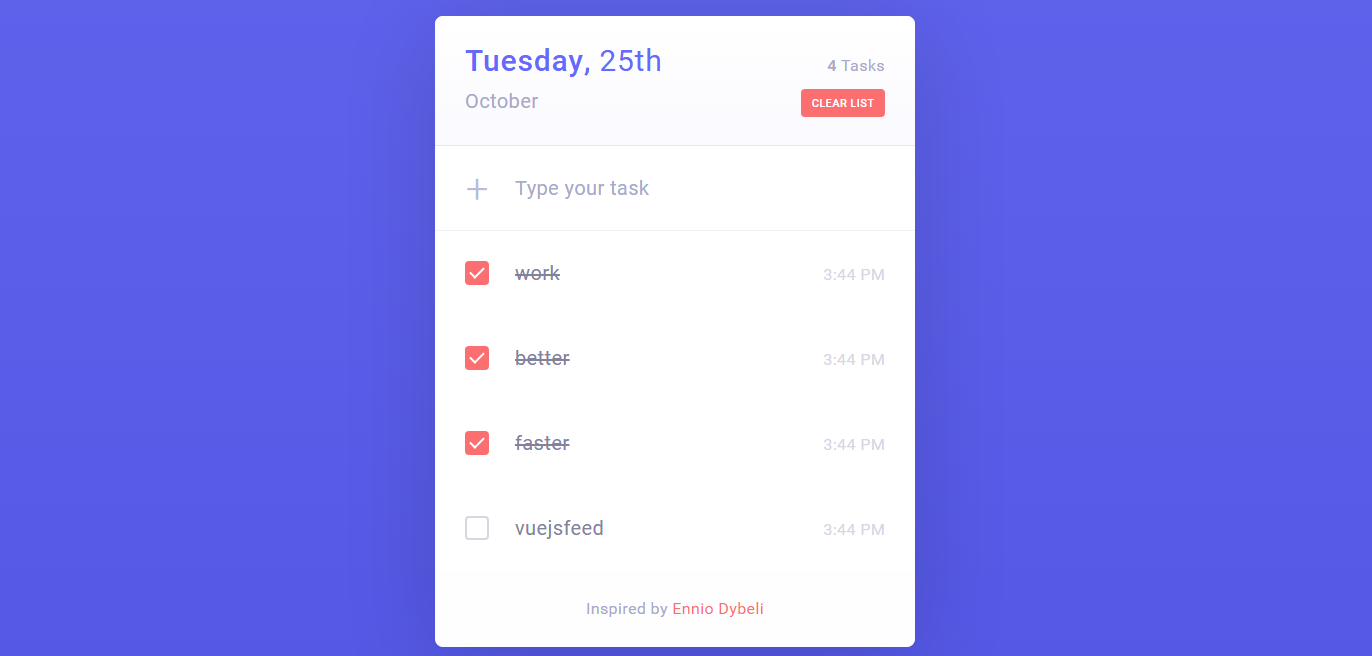 Tuesday, 25th
4 Tasks
October
CLEAR LIST
Type your task
work 3:44 PM
better 3:44 PM
faster 3:44 PM
vuejsfeed 3:44 PM
Inspired by Ennio Dybeli